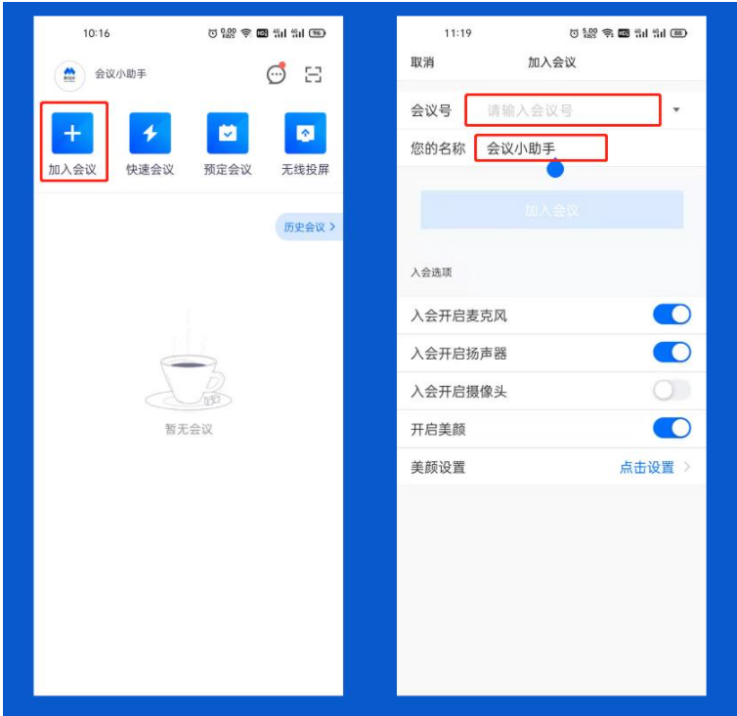 10:16
会议小助手
加入会议
快速会议
预定会议
无线投屏
历史会议 >
暂无会议
11:19
取消
加入会议
会议号
请输入会议号
您的名称
会议小助手
加入会议
入会选项
入会开启麦克风
入会开启扬声器
入会开启摄像头
开启美颜
美颜设置
点击设置 >